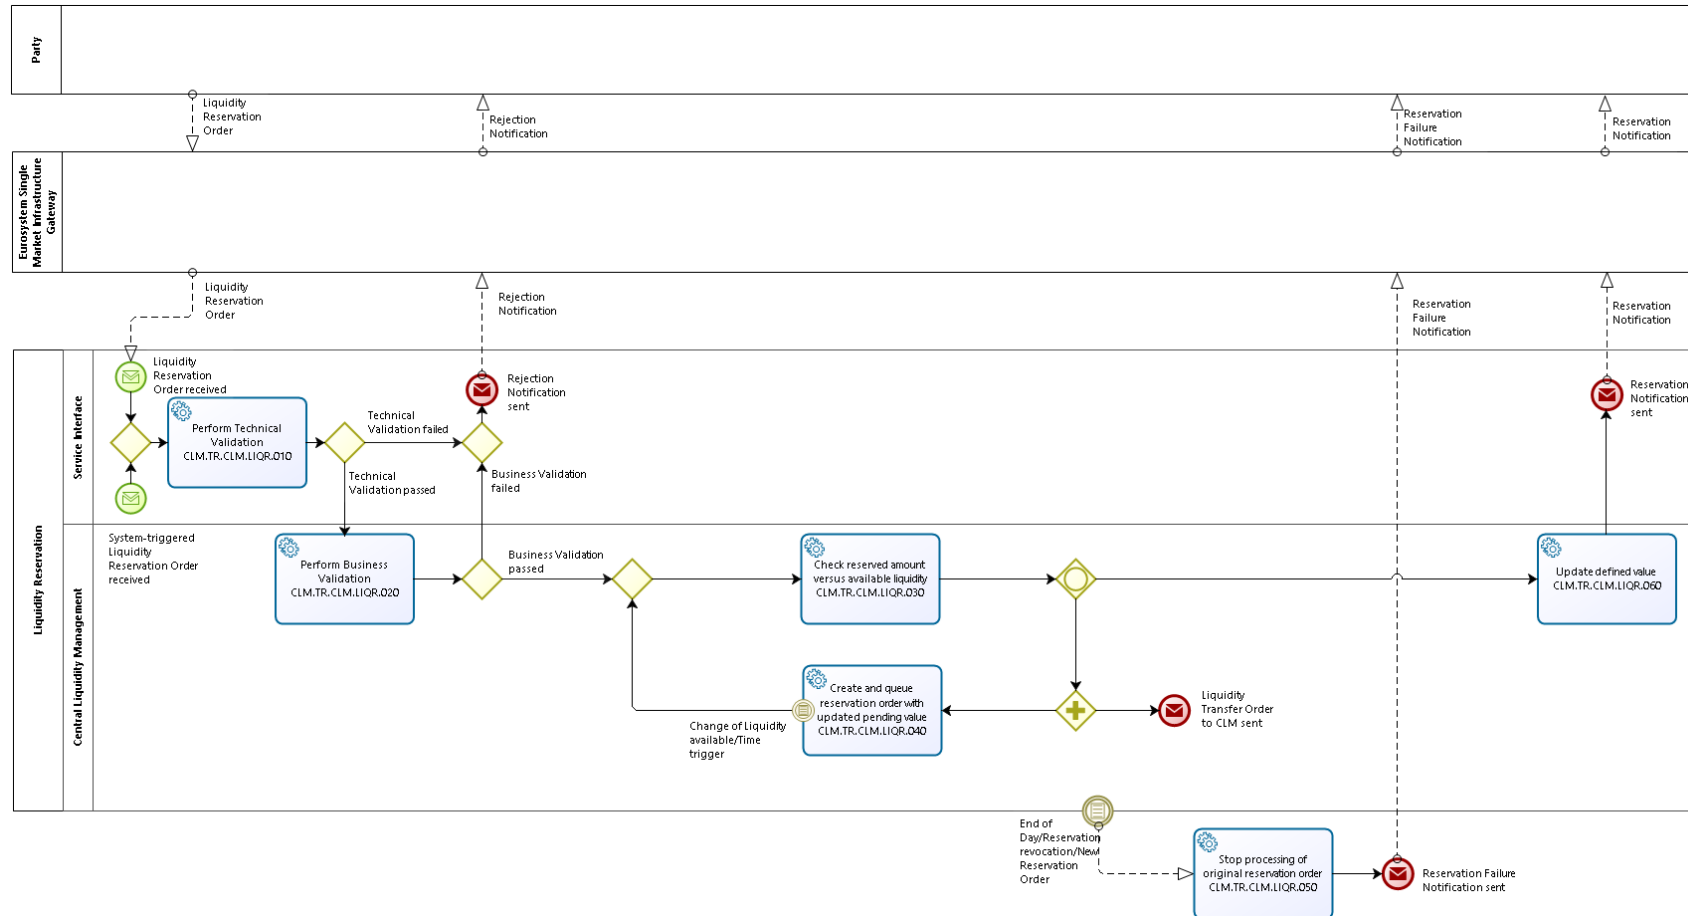 Party
Liquidity
Reservation
Order
Rejection
Notification
Reservation
Failure
Notification
Reservation
Notification
Eurosystem Single
Market Infrastructure
Gateway
Liquidity
Reservation
Order
Rejection
Notification
Reservation
Failure
Notification
Reservation
Notification
Liquidity Reservation
Service Interface
Liquidity
Reservation
Order received
Perform Technical
Validation
CLM.TR.CLM.LIQR.010
Technical
Validation failed
Technical
Validation passed
Rejection
Notification
sent
Business Validation
failed
Reservation
Notification
sent
Central Liquidity Management
System-triggered
Liquidity
Reservation Order
received
Perform Business
Validation
CLM.TR.CLM.LIQR.020
Business Validation
passed
Check reserved amount
versus available liquidity
CLM.TR.CLM.LIQR.030
Update defined value
CLM.TR.CLM.LIQR.060
Create and queue
reservation order with
updated pending value
CLM.TR.CLM.LIQR.040
Change of Liquidity
available/Time
trigger
Liquidity
Transfer Order
to CLM sent
End of
Day/Reservation
revocation/New
Reservation
Order
Stop processing of
original reservation order
CLM.TR.CLM.LIQR.050
Reservation Failure
Notification sent